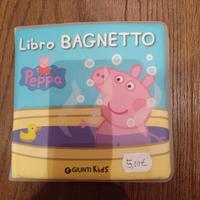 Libro BAGNETTO
Peppa
GIUNTI Kids
5,00€